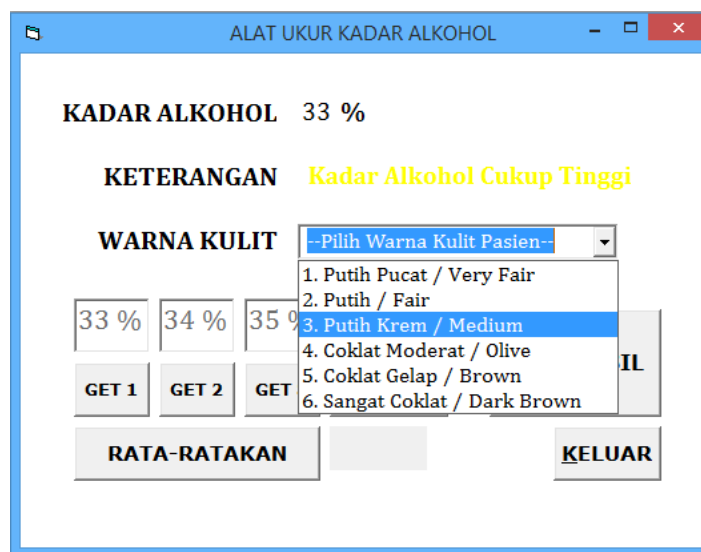 ALAT UKUR KADAR ALKOHOL
KADAR ALKOHOL 33 %
KETERANGAN Kadar Alkohol Cukup Tinggi
WARNA KULIT --Pilih Warna Kulit Pasien--
1. Putih Pucat / Very Fair
2. Putih / Fair
3. Putih Krem / Medium
4. Coklat Moderat / Olive
5. Coklat Gelap / Brown
6. Sangat Coklat / Dark Brown
33 % 34 % 35 %
GET 1 GET 2 GET
RATA-RATAKAN KELUAR